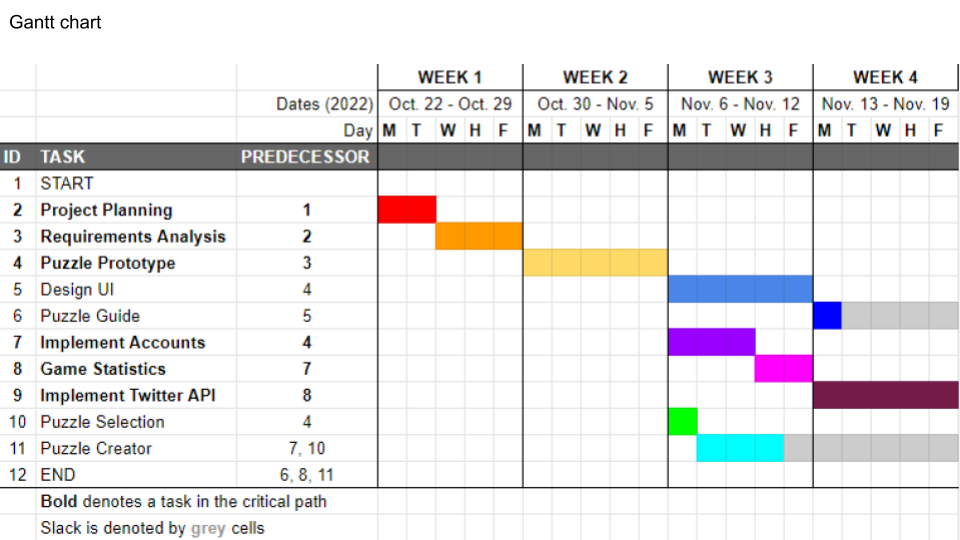 Gantt chart
WEEK 1 WEEK 2 WEEK 3 WEEK 4
Dates (2022) Oct. 22 - Oct. 29 Oct. 30 - Nov. 5 Nov. 6 - Nov. 12 Nov. 13 - Nov. 19
Day M T W H F M T W H F M T W H F M T W H F
ID TASK PREDECESSOR
1 START
2 Project Planning 1
3 Requirements Analysis 2
4 Puzzle Prototype 3
5 Design UI 4
6 Puzzle Guide 5
7 Implement Accounts 4
8 Game Statistics 7
9 Implement Twitter API 8
10 Puzzle Selection 4
11 Puzzle Creator 7, 10
12 END 6, 8, 11
Bold denotes a task in the critical path
Slack is denoted by grey cells